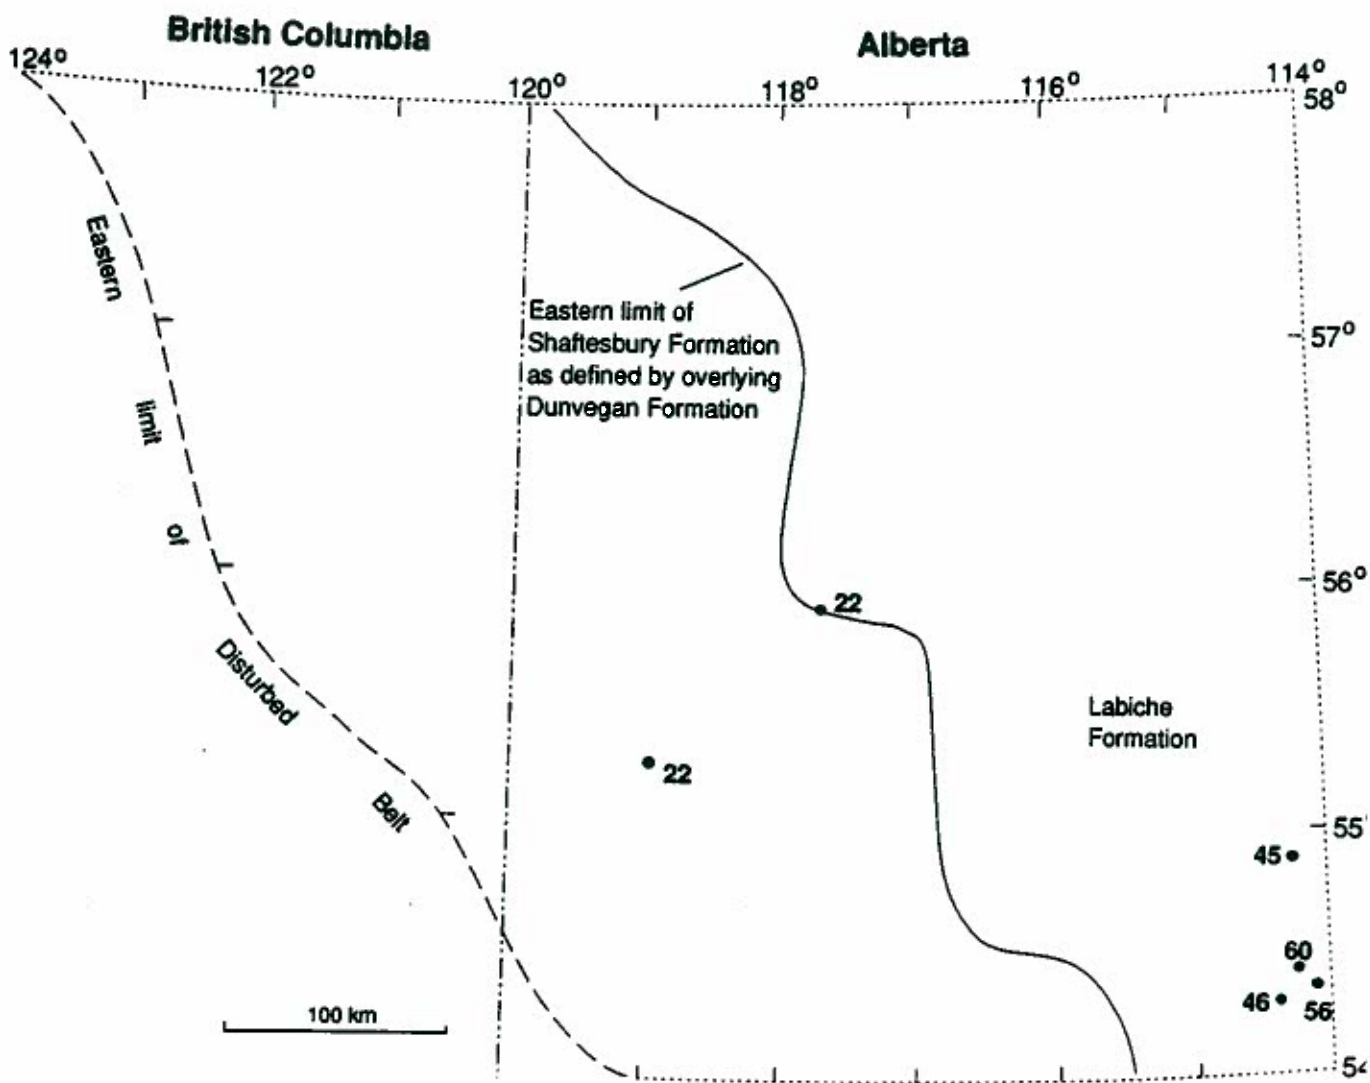 British Columbia
Alberta
124°
122°
120°
118°
116°
114°
58°
Eastern
limit
of
Disturbed
Belt
Eastern limit of
Shaftesbury Formation
as defined by overlying
Dunvegan Formation
57°
56°
22
Labiche
Formation
22
55
45
60
46
56
100 km
54